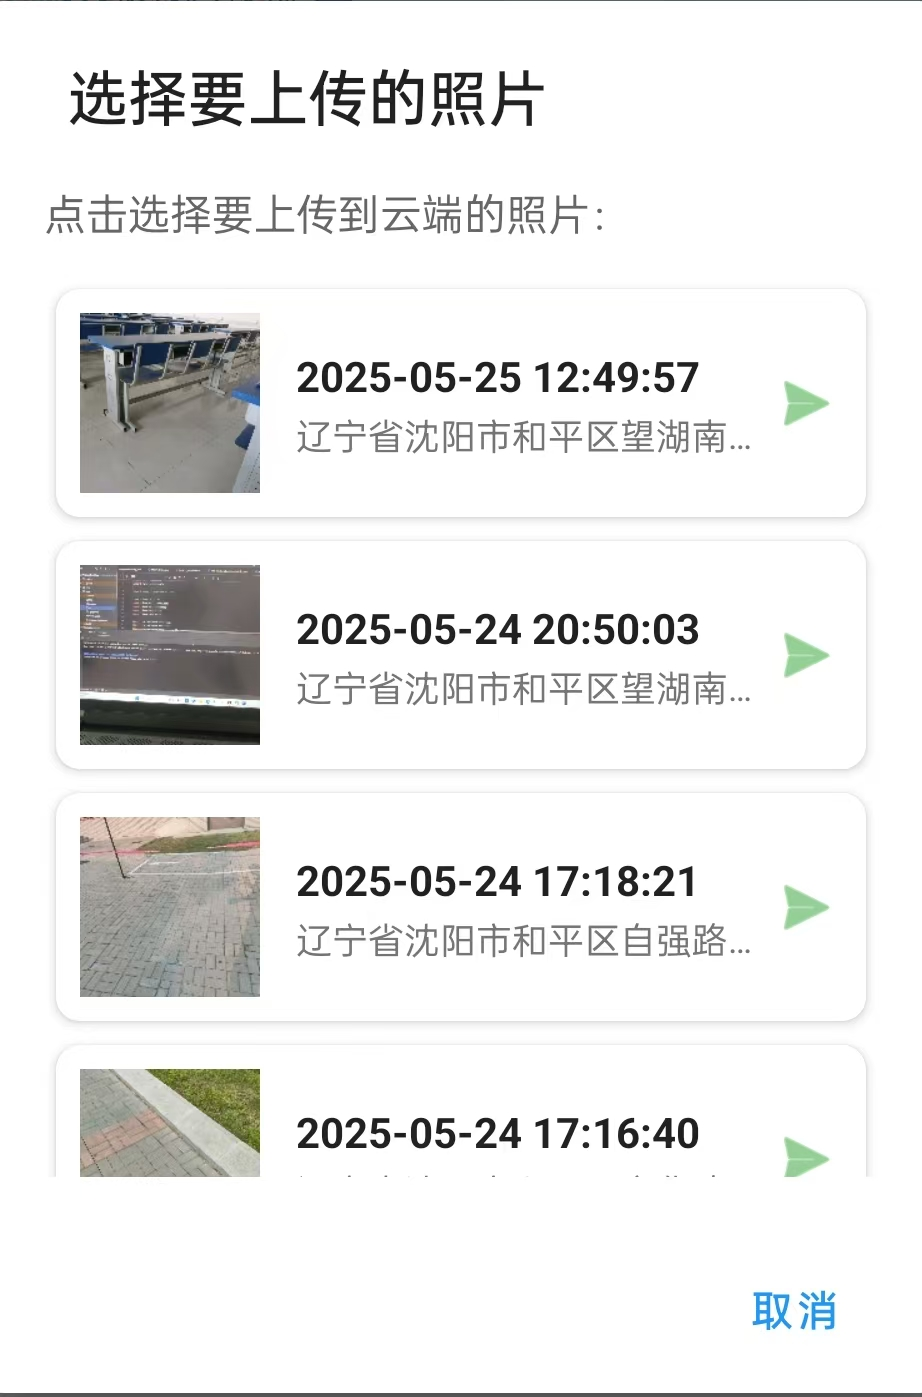 选择要上传的照片
点击选择要上传到云端的照片：
2025-05-25 12:49:57
辽宁省沈阳市和平区望湖南...
2025-05-24 20:50:03
辽宁省沈阳市和平区望湖南...
2025-05-24 17:18:21
辽宁省沈阳市和平区自强路...
2025-05-24 17:16:40
取消